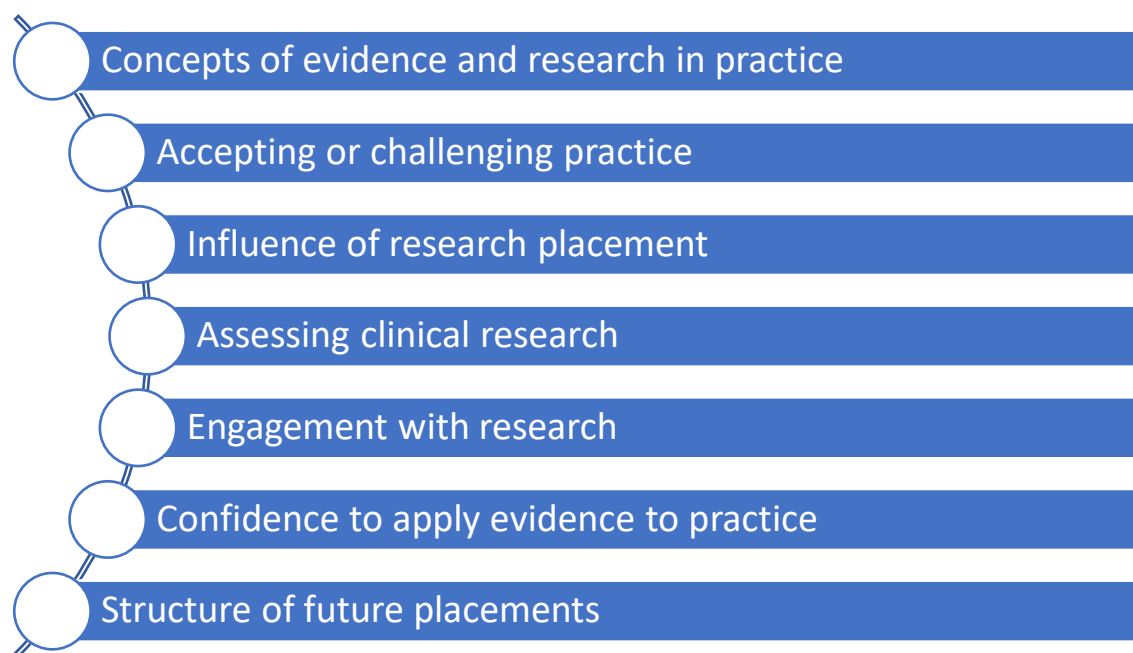 Concepts of evidence and research in practice
Accepting or challenging practice
Influence of research placement
Assessing clinical research
Engagement with research
Confidence to apply evidence to practice
Structure of future placements